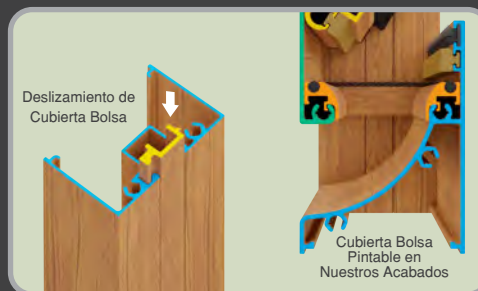 Deslizamiento de
Cubierta Bolsa
Cubierta Bolsa
Pintable en
Nuestros Acabados